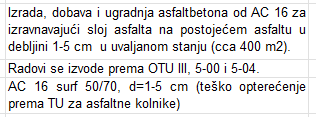 Izrada, dobava i ugradnja asfaltbetona od AC 16 za
izravnavajući sloj asfalta na postojećem asfaltu u
debljini 1-5 cm u uvaljanom stanju (cca 400 m2).
Radovi se izvode prema OTU III, 5-00 i 5-04.
AC 16 surf 50/70, d=1-5 cm (teško opterećenje
prema TU za asfaltne kolnike)